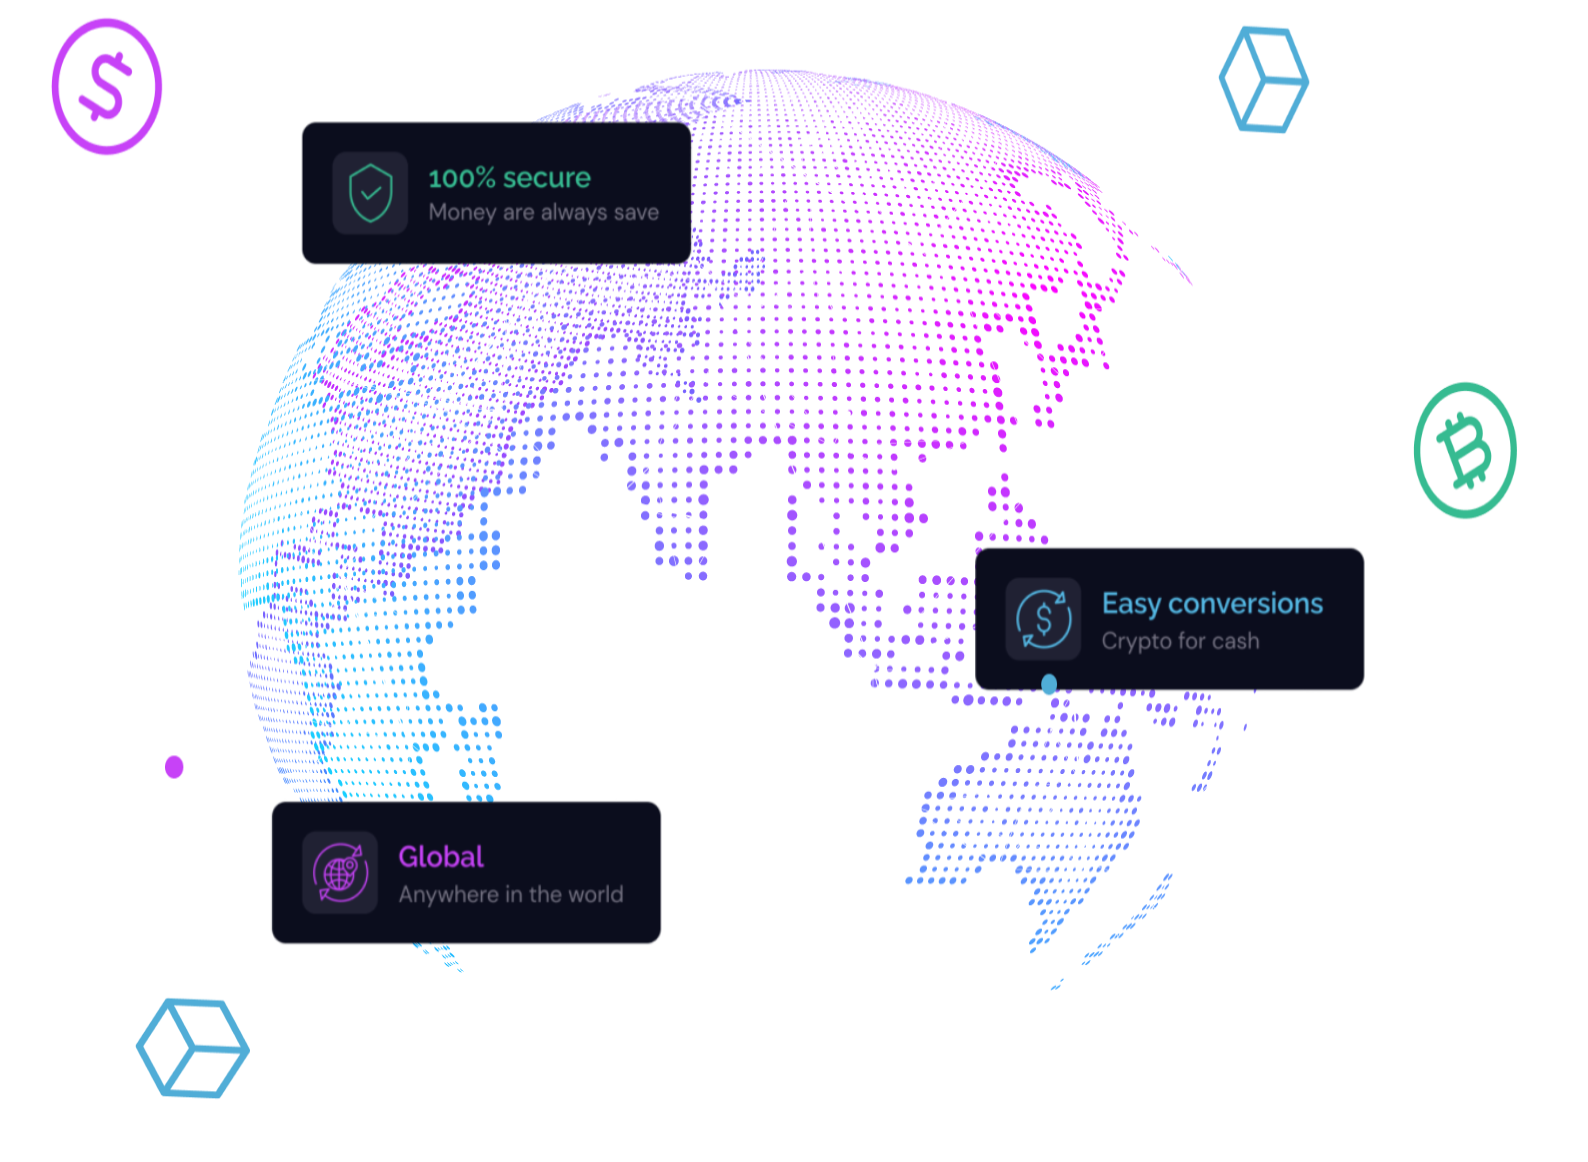 100% secure
Money are always save
Easy conversions
Crypto for cash
Global
Anywhere in the world